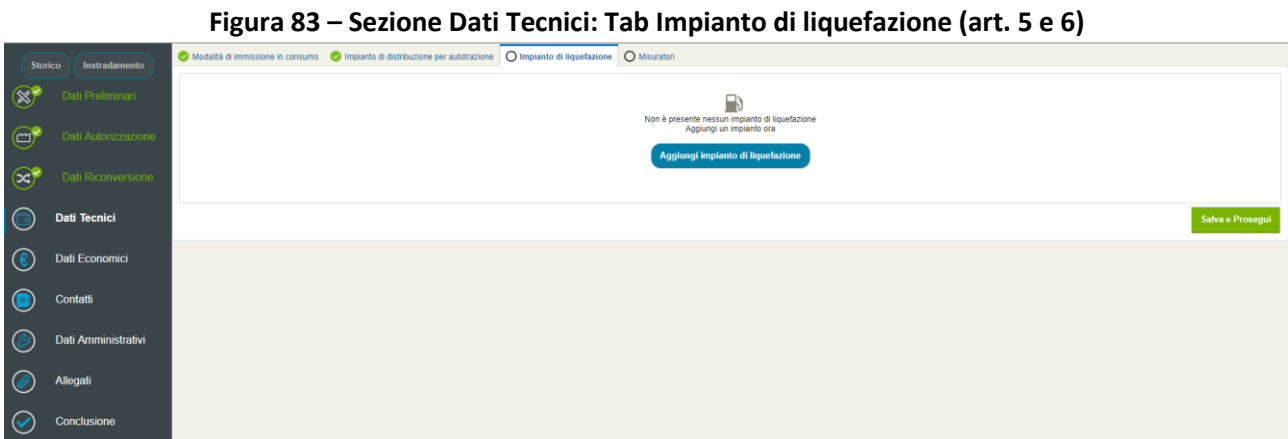 Figura 83 – Sezione Dati Tecnici: Tab Impianto di liquefazione (art. 5 e 6)
Storico Instradamento
Modalità di immissione in consumo Impianto di distribuzione per autotrazione Impianto di liquefazione Misuratori
Dati Preliminari
Dati Autorizzazione
Dati Riconversione
Dati Tecnici
Dati Economici
Contatti
Dati Amministrativi
Allegati
Conclusione
Non è presente nessun impianto di liquefazione
Aggiungi un impianto ora
Aggiungi impianto di liquefazione
Salva e Prosegui